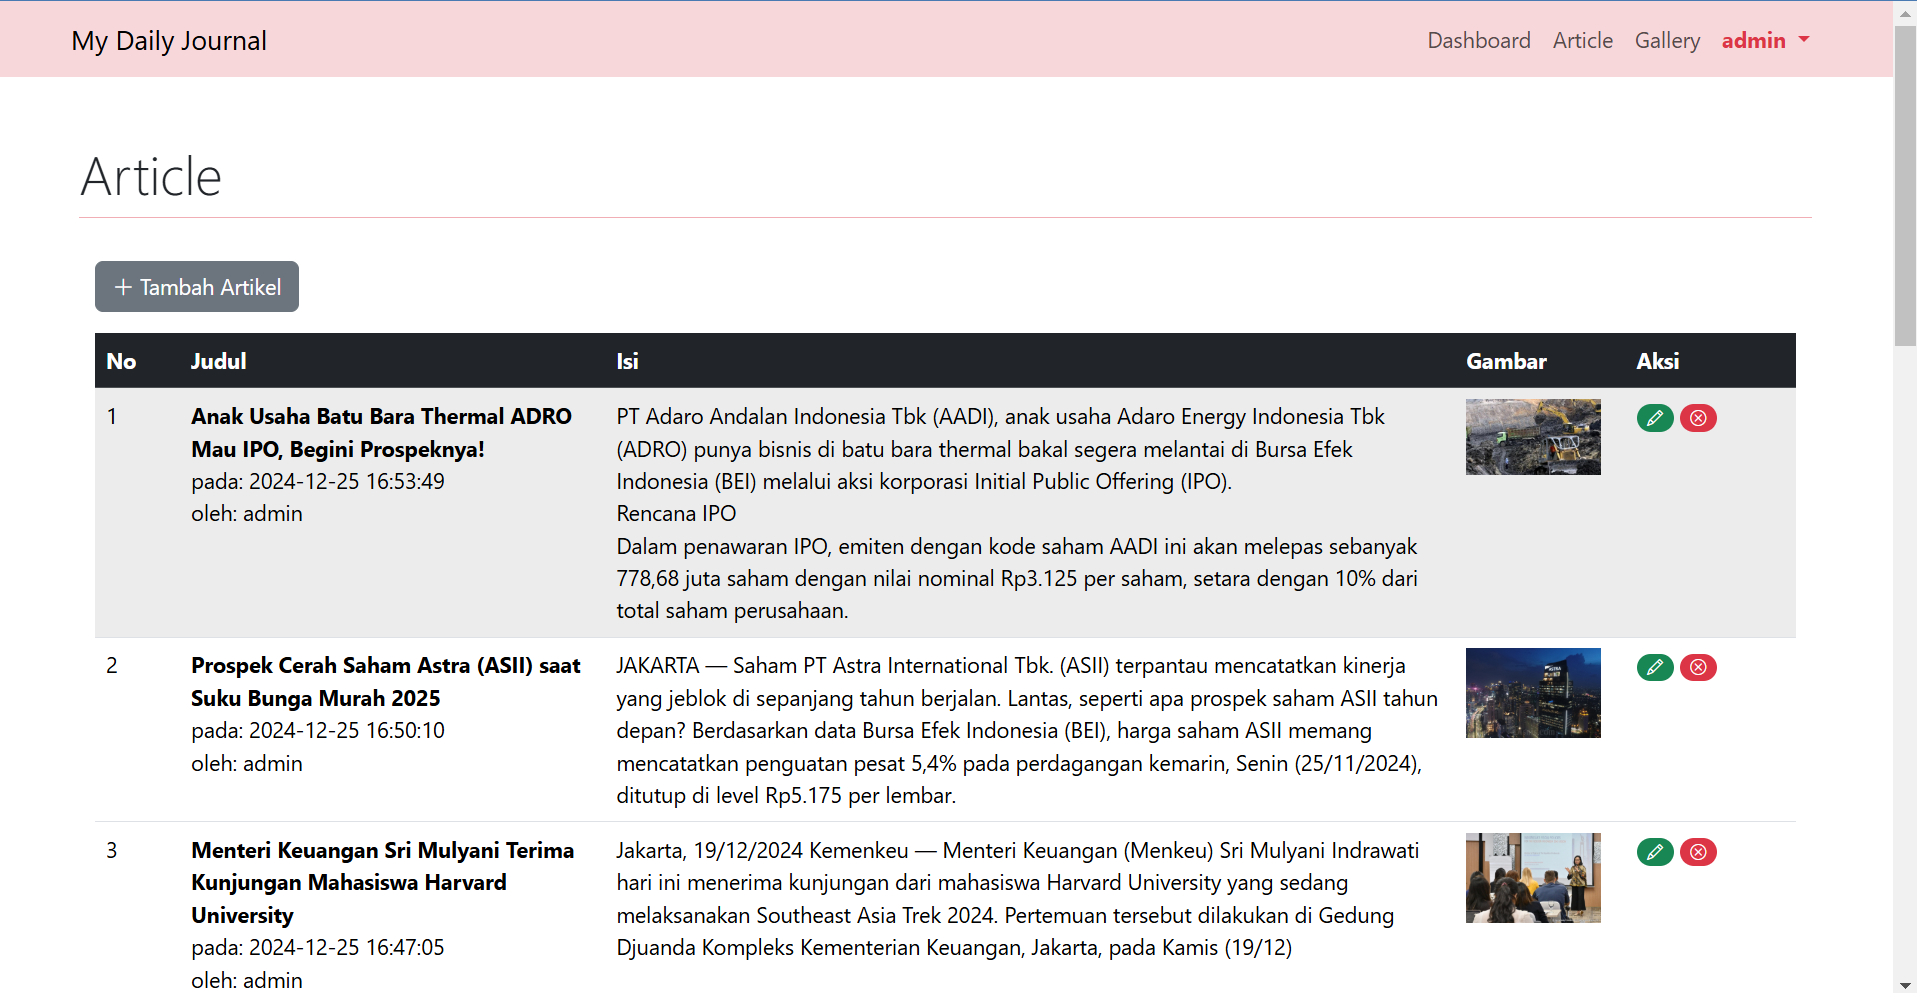 My Daily Journal
Dashboard Article Gallery admin
Article
+ Tambah Artikel
No Judul Isi Gambar Aksi
1
Anak Usaha Batu Bara Thermal ADRO
Mau IPO, Begini Prospeknya!
pada: 2024-12-25 16:53:49
oleh: admin
PT Adaro Andalan Indonesia Tbk (AADI), anak usaha Adaro Energy Indonesia Tbk
(ADRO) punya bisnis di batu bara thermal bakal segera melantai di Bursa Efek
Indonesia (BEI) melalui aksi korporasi Initial Public Offering (IPO).
Rencana IPO
Dalam penawaran IPO, emiten dengan kode saham AADI ini akan melepas sebanyak
778,68 juta saham dengan nilai nominal Rp3.125 per saham, setara dengan 10% dari
total saham perusahaan.
2
Prospek Cerah Saham Astra (ASII) saat
Suku Bunga Murah 2025
pada: 2024-12-25 16:50:10
oleh: admin
JAKARTA — Saham PT Astra International Tbk. (ASII) terpantau mencatatkan kinerja
yang jeblok di sepanjang tahun berjalan. Lantas, seperti apa prospek saham ASII tahun
depan? Berdasarkan data Bursa Efek Indonesia (BEI), harga saham ASII memang
mencatatkan penguatan pesat 5,4% pada perdagangan kemarin, Senin (25/11/2024),
ditutup di level Rp5.175 per lembar.
3
Menteri Keuangan Sri Mulyani Terima
Kunjungan Mahasiswa Harvard
University
pada: 2024-12-25 16:47:05
oleh: admin
Jakarta, 19/12/2024 Kemenkeu — Menteri Keuangan (Menkeu) Sri Mulyani Indrawati
hari ini menerima kunjungan dari mahasiswa Harvard University yang sedang
melaksanakan Southeast Asia Trek 2024. Pertemuan tersebut dilakukan di Gedung
Djuanda Kompleks Kementerian Keuangan, Jakarta, pada Kamis (19/12)